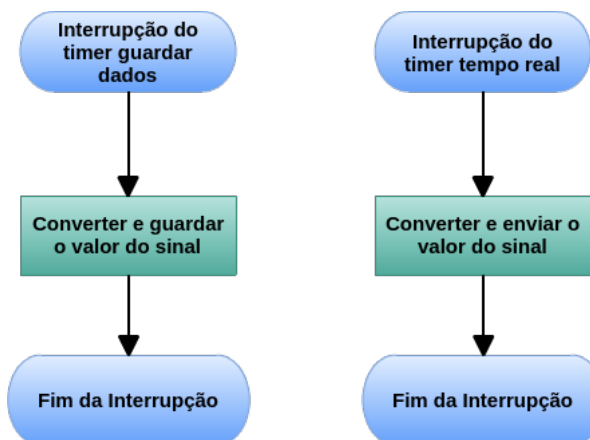 Interrupção do
timer guardar
dados
Converter e guardar
o valor do sinal
Fim da Interrupção
Interrupção do
timer tempo real
Converter e enviar o
valor do sinal
Fim da Interrupção